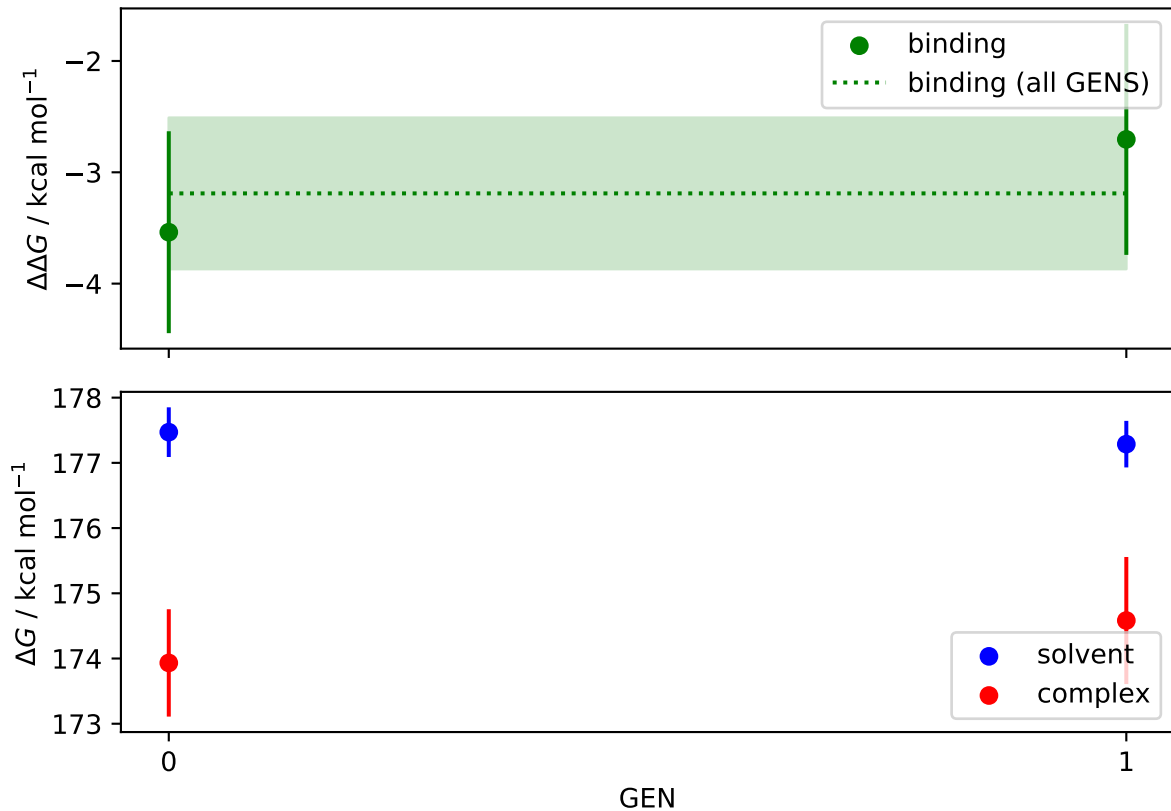 binding
binding (all GENS)
−2
−3
−4
ΔΔG / kcal mol⁻¹
178
177
176
175
174
173
ΔG / kcal mol⁻¹
solvent
complex
0
1
GEN